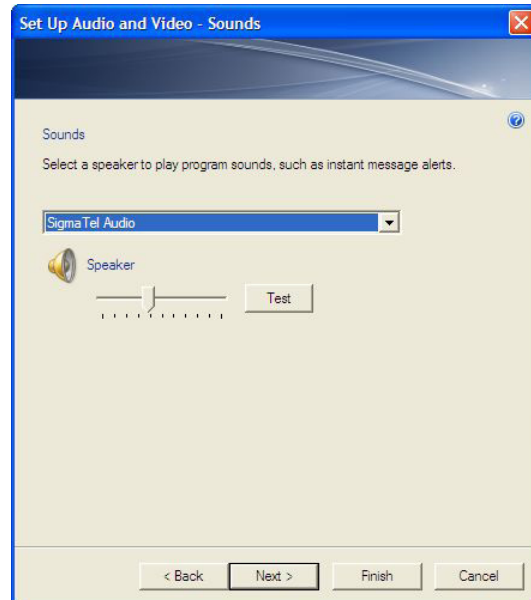 Set Up Audio and Video - Sounds
Sounds
Select a speaker to play program sounds, such as instant message alerts.
SigmaTel Audio
Speaker
Test
< Back
Next >
Finish
Cancel